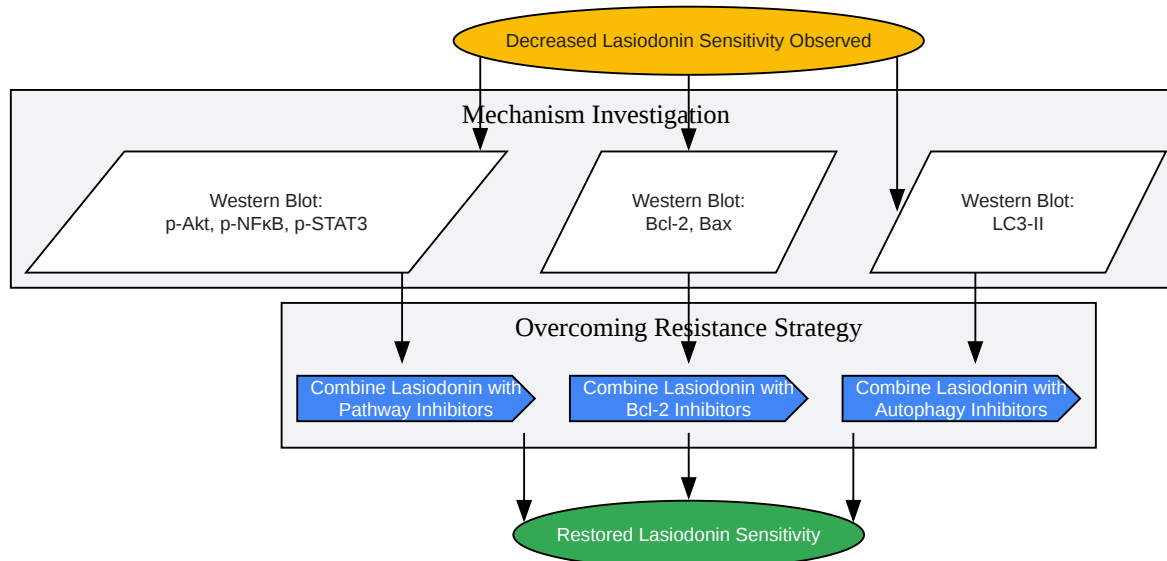 Decreased Lasiodonin Sensitivity Observed
Mechanism Investigation
Western Blot:
p-Akt, p-NFκB, p-STAT3
Western Blot:
Bcl-2, Bax
Western Blot:
LC3-II
Overcoming Resistance Strategy
Combine Lasiodonin with
Pathway Inhibitors
Combine Lasiodonin with
Bcl-2 Inhibitors
Combine Lasiodonin with
Autophagy Inhibitors
Restored Lasiodonin Sensitivity